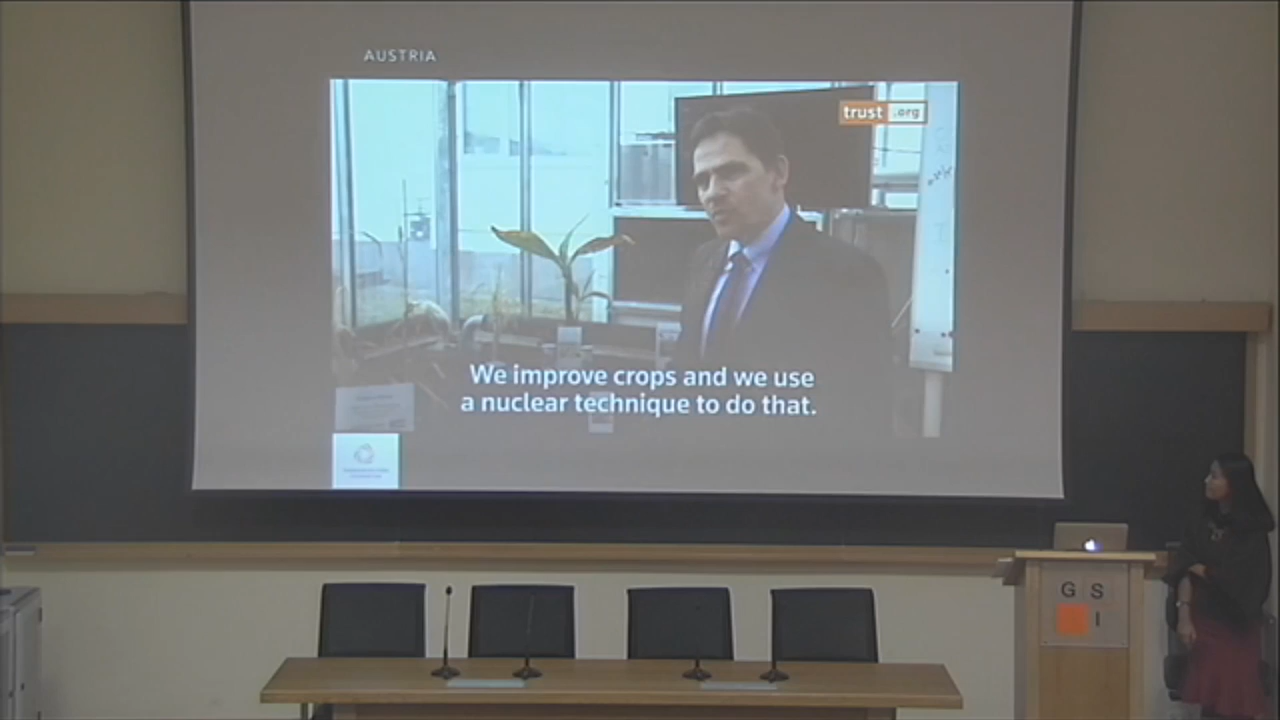 AUSTRIA
trust .org
We improve crops and we use
a nuclear technique to do that.
G S
I